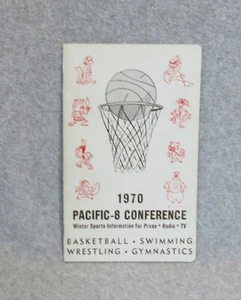 1970
PACIFIC-8 CONFERENCE
Winter Sports Information for Press • Radio • TV
BASKETBALL • SWIMMING
WRESTLING • GYMNASTICS